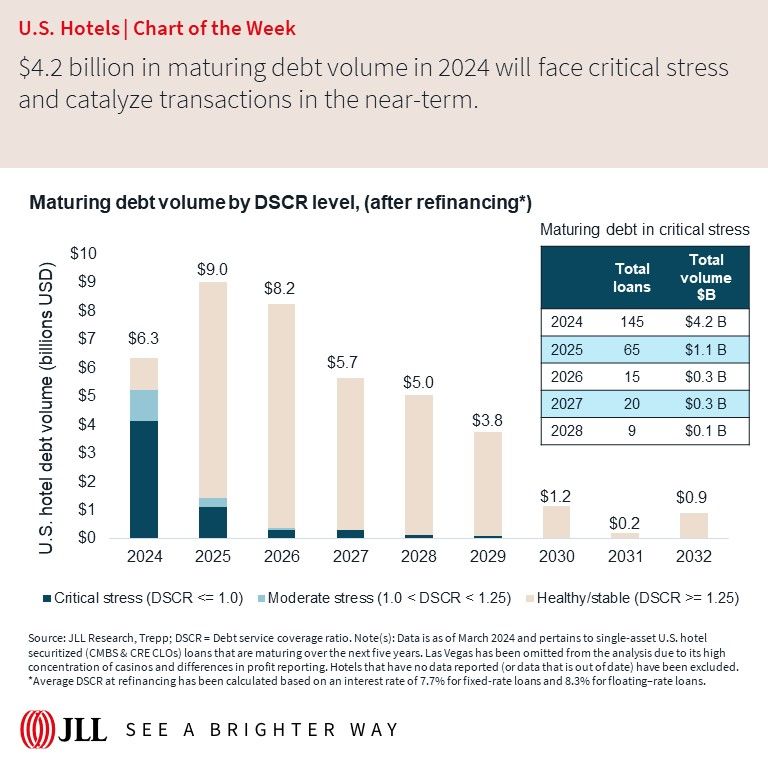 U.S. Hotels | Chart of the Week
$4.2 billion in maturing debt volume in 2024 will face critical stress
and catalyze transactions in the near-term.
Maturing debt volume by DSCR level, (after refinancing*)
Maturing debt in critical stress
Total loans Total volume $B
2024 145 $4.2 B
2025 65 $1.1 B
2026 15 $0.3 B
2027 20 $0.3 B
2028 9 $0.1 B
U.S. hotel debt volume (billions USD)
$10
$9
$8
$7
$6
$5
$4
$3
$2
$1
$0
$6.3
$9.0
$8.2
$5.7
$5.0
$3.8
$1.2
$0.2
$0.9
2024 2025 2026 2027 2028 2029 2030 2031 2032
Critical stress (DSCR <= 1.0) Moderate stress (1.0 < DSCR < 1.25) Healthy/stable (DSCR >= 1.25)
Source: JLL Research, Trepp; DSCR = Debt service coverage ratio. Note(s): Data is as of March 2024 and pertains to single-asset U.S. hotel
securitized (CMBS & CRE CLOs) loans that are maturing over the next five years. Las Vegas has been omitted from the analysis due to its high
concentration of casinos and differences in profit reporting. Hotels that have no data reported (or data that is out of date) have been excluded.
*Average DSCR at refinancing has been calculated based on an interest rate of 7.7% for fixed-rate loans and 8.3% for floating–rate loans.
JLL SEE A BRIGHTER WAY